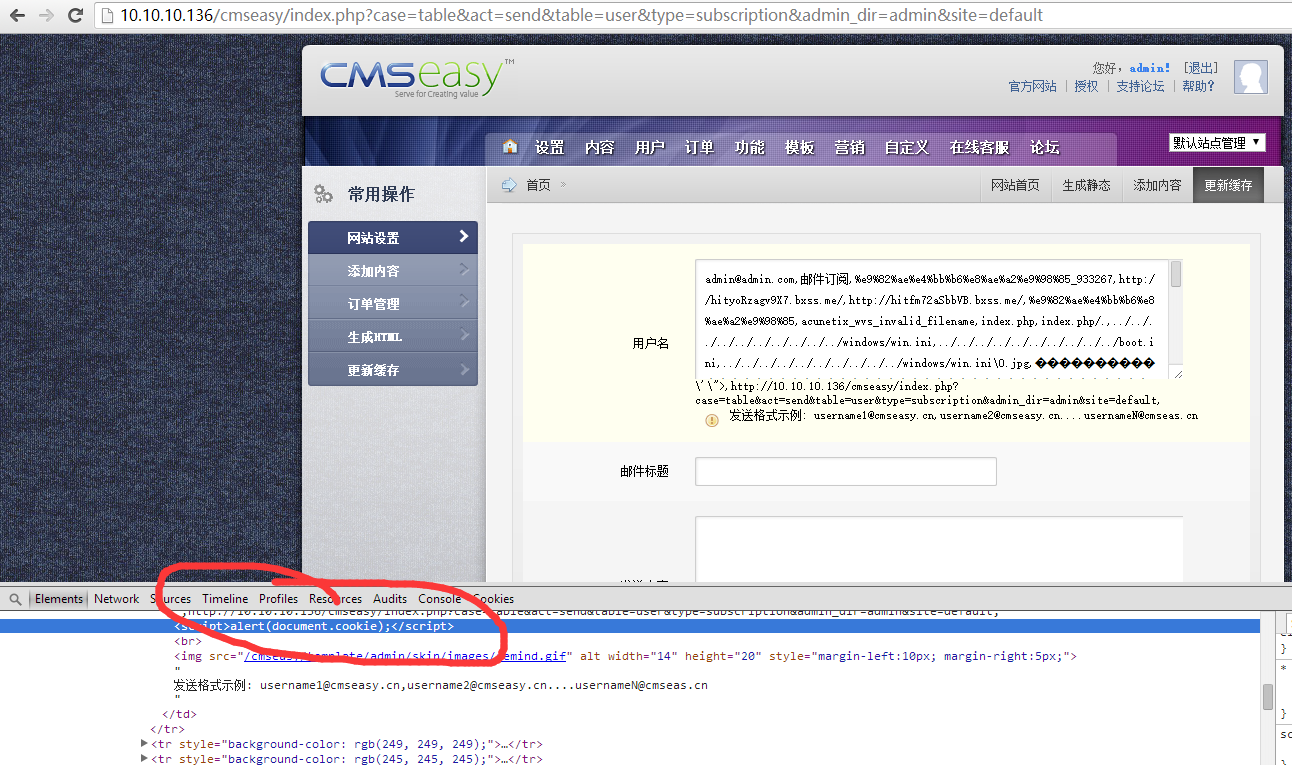 10.10.10.136/cmseasy/index.php?case=table&act=send&table=user&type=subscription&admin_dir=admin&site=default
CMSeasy™
Serve for Creating value
您好，admin! [退出]
官方网站 | 授权 | 支持论坛 | 帮助?
设置 内容 用户 订单 功能 模板 营销 自定义 在线客服 论坛
默认站点管理
常用操作
首页
网站首页 生成静态 添加内容 更新缓存
网站设置
添加内容
订单管理
生成HTML
更新缓存
用户名
admin@admin.com,邮件订阅,%e9%82%ae%e4%bb%b6%e8%ae%a2%e9%98%85_933267,http:/
/hityoRzagv9X7.bxss.me/,http://hitfm72aSbbVB.bxss.me/,%e9%82%ae%e4%bb%b6%e8
%ae%a2%e9%98%85,acunetix_wvs_invalid_filename,index.php,index.php/.,../../.
./../../../../../../../windows/win.ini,../../../../../../../../../../boot.i
ni,../../../../../../../../../../windows/win.ini\0.jpg,������������
\'\">,http://10.10.10.136/cmseasy/index.php?
case=table&act=send&table=user&type=subscription&admin_dir=admin&site=default,
发送格式示例: username1@cmseasy.cn,username2@cmseasy.cn....usernameN@cmseas.cn
邮件标题
Elements Network Sources Timeline Profiles Resources Audits Console Cookies
,http://10.10.10.136/cmseasy/index.php?case=table&act=send&table=user&type=subscription&admin_dir=admin&site=default,
<script>alert(document.cookie);</script>
<br>
<img src="/cmseasy/template/admin/skin/images/remind.gif" alt width="14" height="20" style="margin-left:10px; margin-right:5px;">
"
发送格式示例: username1@cmseasy.cn,username2@cmseasy.cn....usernameN@cmseas.cn
"
</td>
</tr>
<tr style="background-color: rgb(249, 249, 249);">…</tr>
<tr style="background-color: rgb(245, 245, 245);">…</tr>